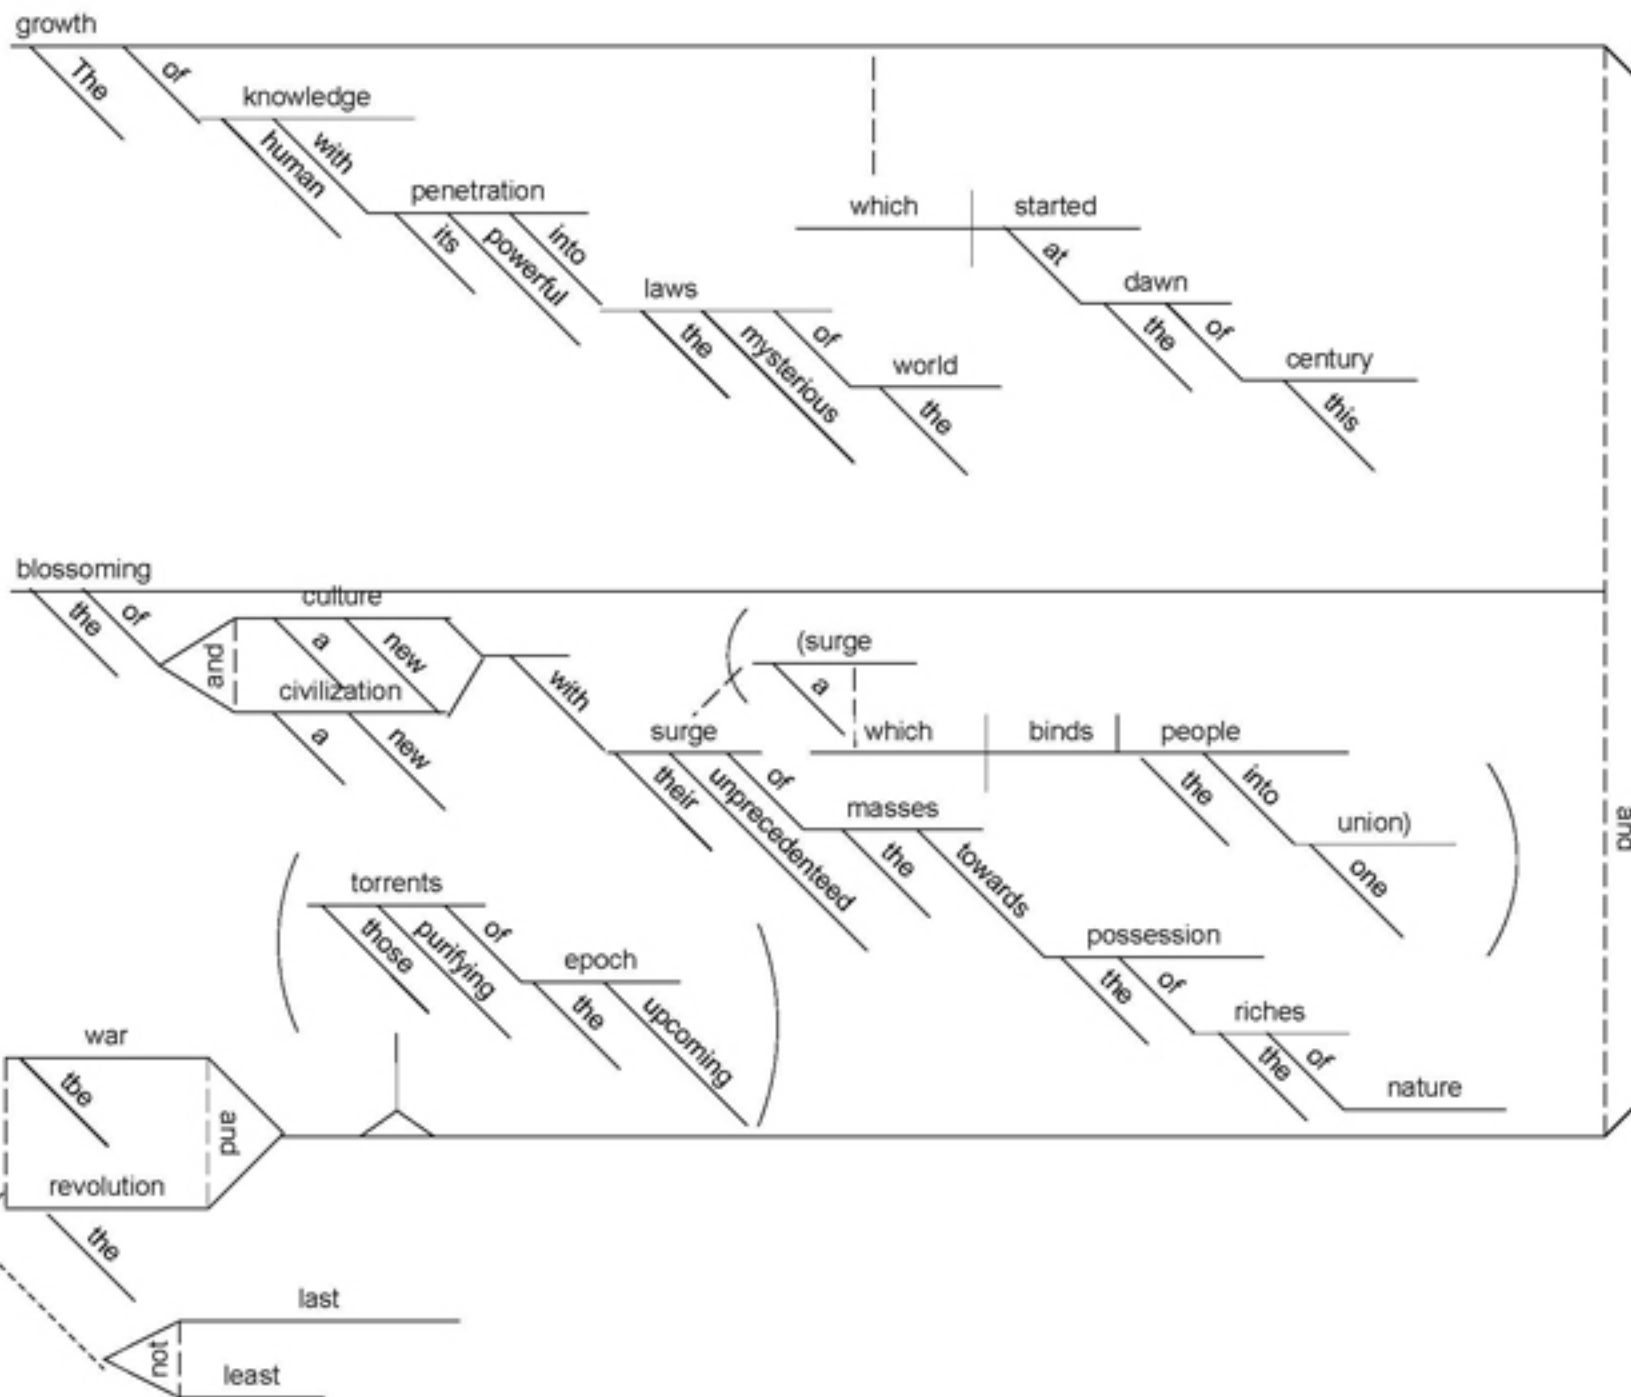 growth
The
of
knowledge
human
with
penetration
its
powerful
into
laws
the
mysterious
of
world
the
which
started
at
dawn
the
of
century
this
and
blossoming
the
of
and
culture
a
new
civilization
a
new
with
surge
their
unprecedenteed
of
masses
the
towards
possession
the
of
riches
the
of
nature
(surge
a
which
binds
people
the
into
union)
one
torrents
those
purifying
of
epoch
the
upcoming
war
tbe
and
revolution
the
not
last
least